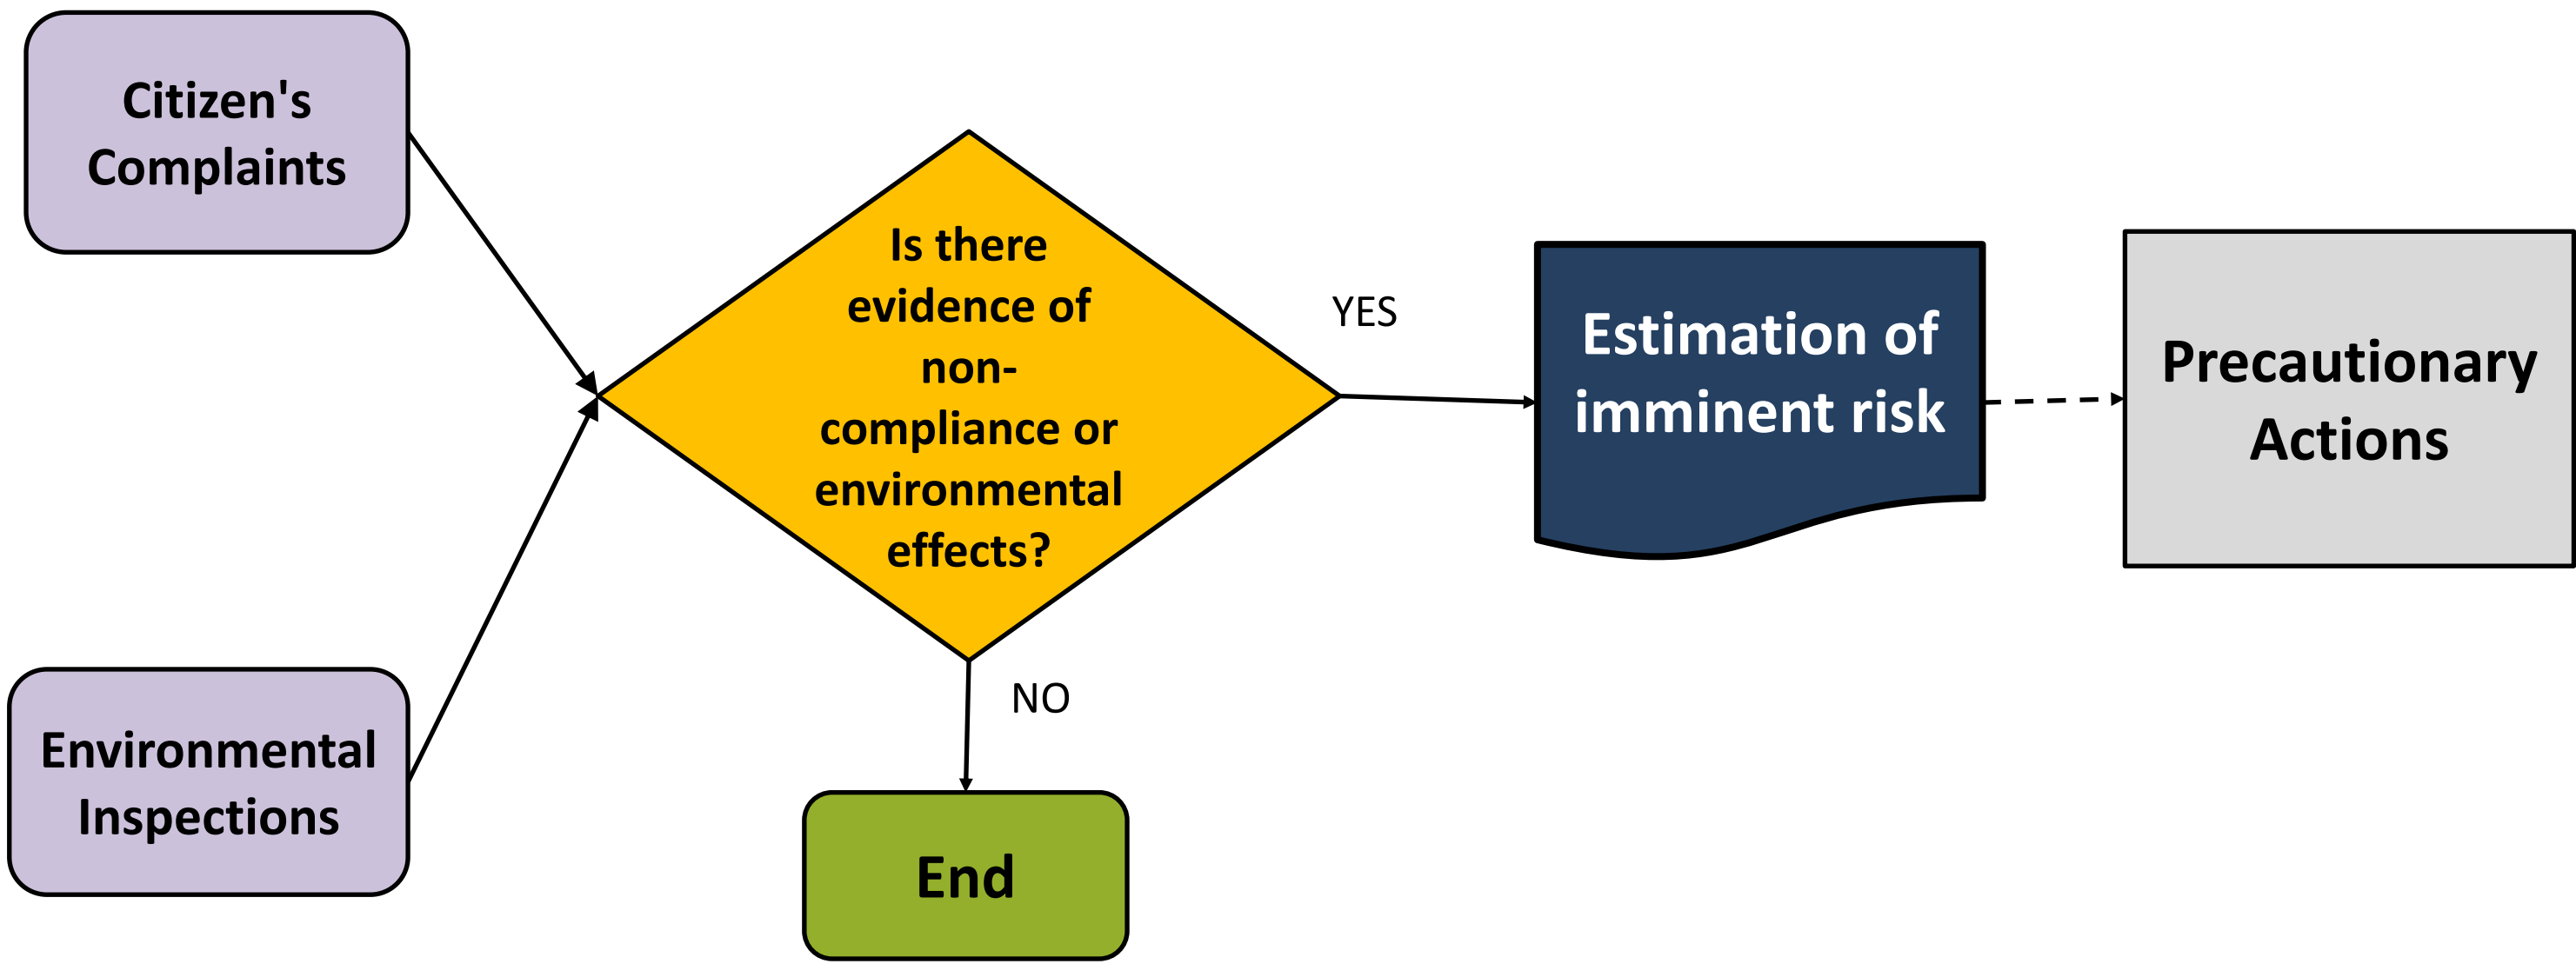 Citizen's
Complaints
Is there
evidence of
non-
compliance or
environmental
effects?
YES
Estimation of
imminent risk
Precautionary
Actions
NO
Environmental
Inspections
End